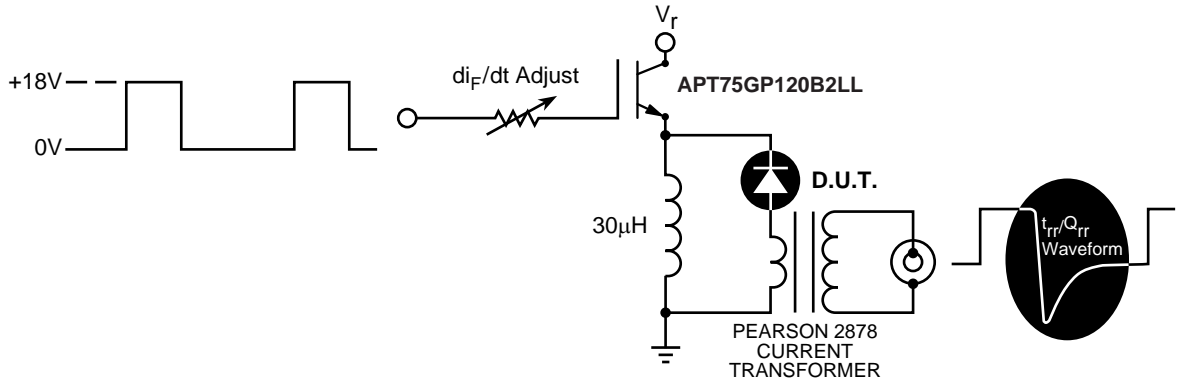 V_r
+18V
di_F/dt Adjust
APT75GP120B2LL
0V
D.U.T.
30μH
t_rr/Q_rr
Waveform
PEARSON 2878
CURRENT
TRANSFORMER